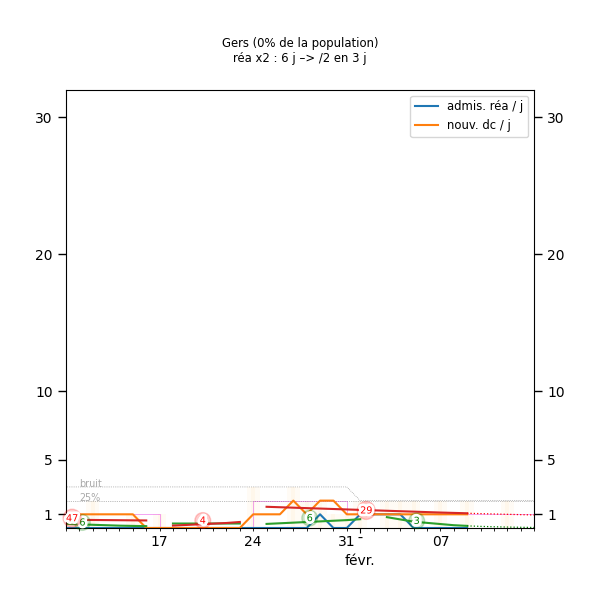 Gers (0% de la population)
réa x2 : 6 j –> /2 en 3 j
admis. réa / j
nouv. dc / j
30 30
20 20
10 10
5 5
bruit
25%
1 1
47 6 4 6 29 3
17 24 31 07
févr.